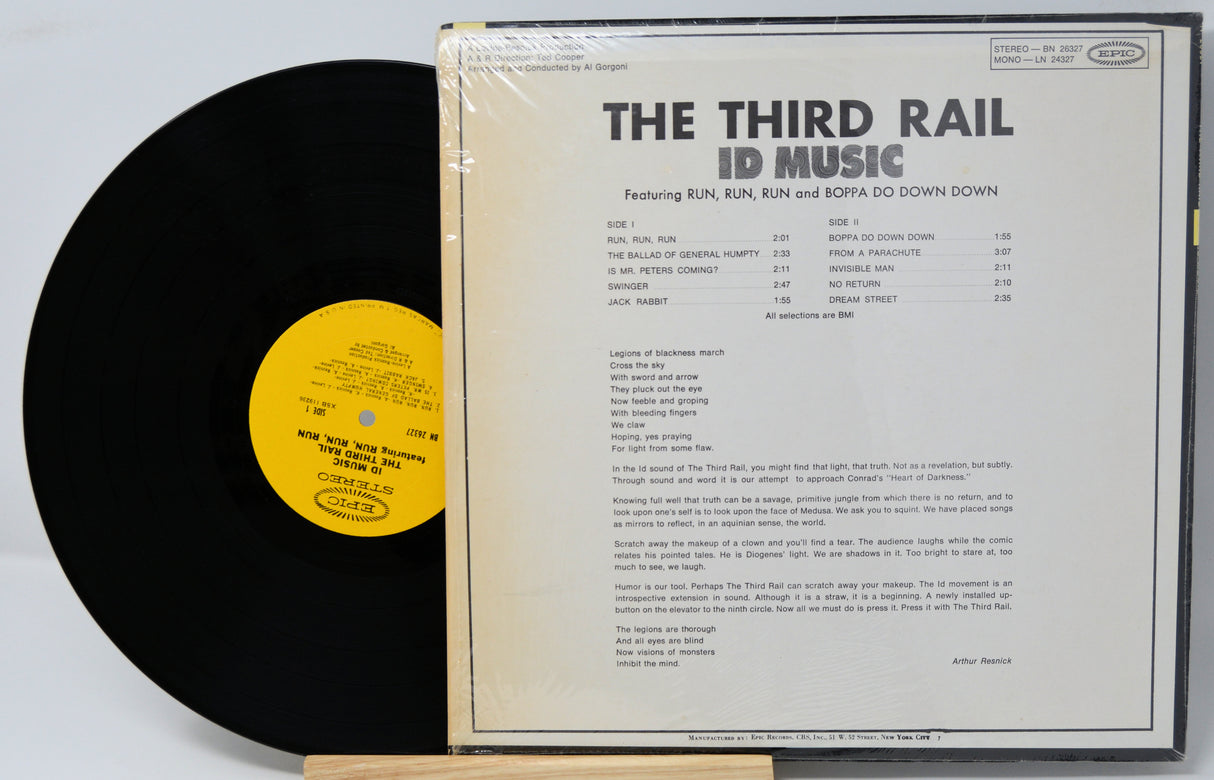 A Levine-Resnick Production
A & R Direction: Ted Cooper
Arranged and Conducted by Al Gorgoni
STEREO — BN 26327
MONO — LN 24327
EPIC
THE THIRD RAIL
ID MUSIC
Featuring RUN, RUN, RUN and BOPPA DO DOWN DOWN
SIDE I
RUN, RUN, RUN 2:01
THE BALLAD OF GENERAL HUMPTY 2:33
IS MR. PETERS COMING? 2:11
SWINGER 2:47
JACK RABBIT 1:55
SIDE II
BOPPA DO DOWN DOWN 1:55
FROM A PARACHUTE 3:07
INVISIBLE MAN 2:11
NO RETURN 2:10
DREAM STREET 2:35
All selections are BMI
Legions of blackness march
Cross the sky
With sword and arrow
They pluck out the eye
Now feeble and groping
With bleeding fingers
We claw
Hoping, yes praying
For light from some flaw.
In the Id sound of The Third Rail, you might find that light, that truth. Not as a revelation, but subtly.
Through sound and word it is our attempt to approach Conrad's "Heart of Darkness."
Knowing full well that truth can be a savage, primitive jungle from which there is no return, and to
look upon one's self is to look upon the face of Medusa. We ask you to squint. We have placed songs
as mirrors to reflect, in an aquinian sense, the world.
Scratch away the makeup of a clown and you'll find a tear. The audience laughs while the comic
relates his pointed tales. He is Diogenes' light. We are shadows in it. Too bright to stare at, too
much to see, we laugh.
Humor is our tool. Perhaps The Third Rail can scratch away your makeup. The Id movement is an
introspective extension in sound. Although it is a straw, it is a beginning. A newly installed up-
button on the elevator to the ninth circle. Now all we must do is press it. Press it with The Third Rail.
The legions are thorough
And all eyes are blind
Now visions of monsters
Inhibit the mind.
Arthur Resnick
Manufactured by: Epic Records, CBS, Inc., 51 W. 52 Street, New York City
EPIC
STEREO
ID MUSIC
THE THIRD RAIL
featuring RUN, RUN, RUN
BN 26327
SIDE 1
XSB 119236